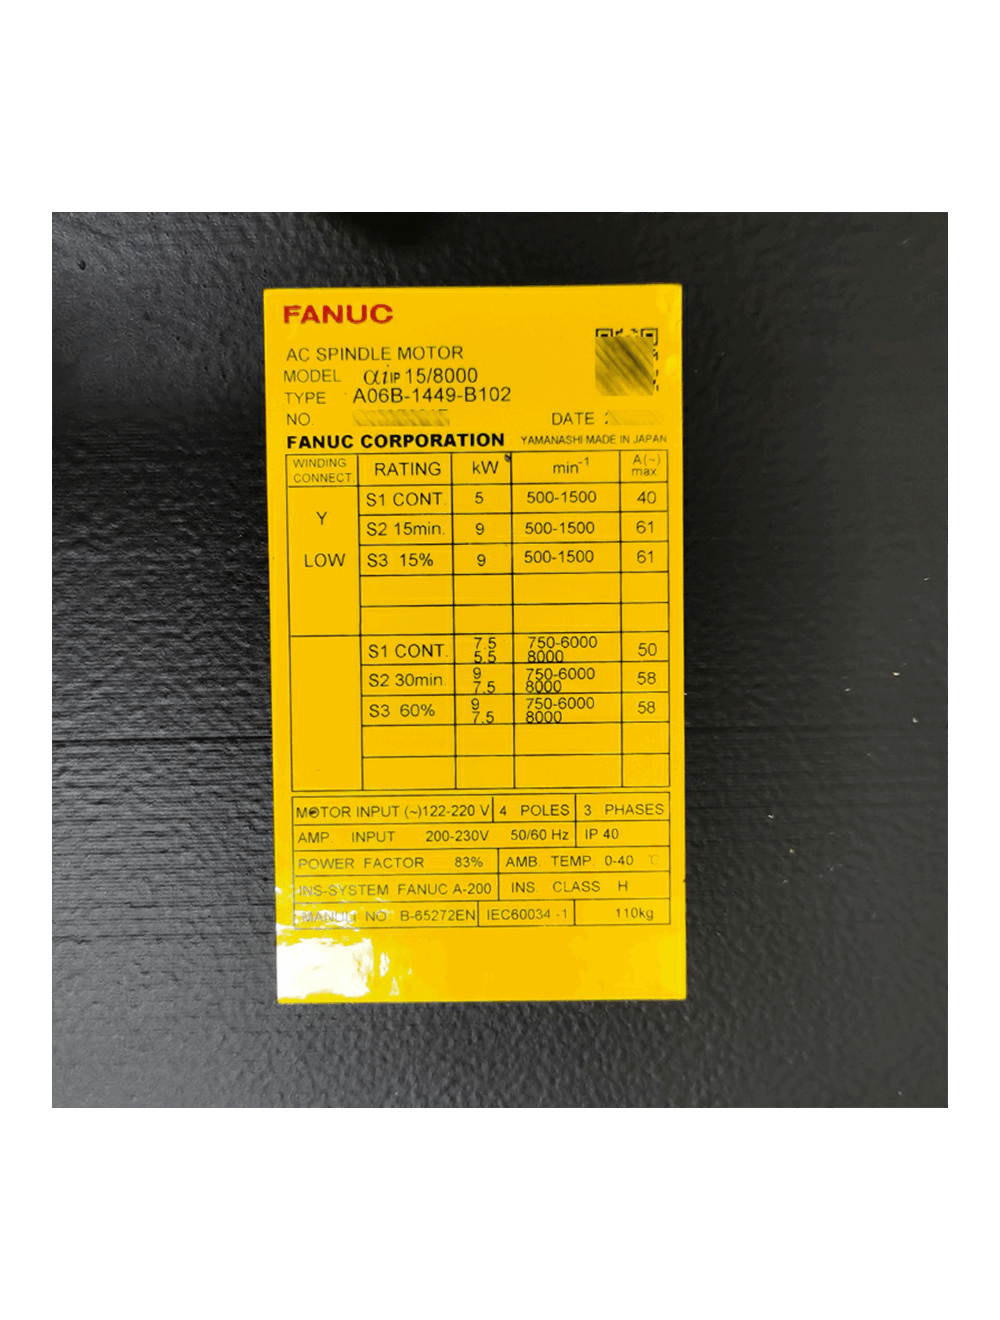 FANUC
AC SPINDLE MOTOR
MODEL αiIP 15/8000
TYPE A06B-1449-B102
NO.
DATE
FANUC CORPORATION YAMANASHI MADE IN JAPAN
WINDING CONNECT. RATING kW min⁻¹ A(~) max
Y LOW
S1 CONT. 5 500-1500 40
S2 15min. 9 500-1500 61
S3 15% 9 500-1500 61
S1 CONT. 7.5 750-6000 50
5.5 8000
S2 30min. 9 750-6000 58
7.5 8000
S3 60% 9 750-6000 58
7.5 8000
MOTOR INPUT (~)122-220 V 4 POLES 3 PHASES
AMP. INPUT 200-230V 50/60 Hz IP 40
POWER FACTOR 83% AMB. TEMP. 0-40 ℃
INS-SYSTEM FANUC A-200 INS. CLASS H
MANUL NO. B-65272EN IEC60034 -1 110kg